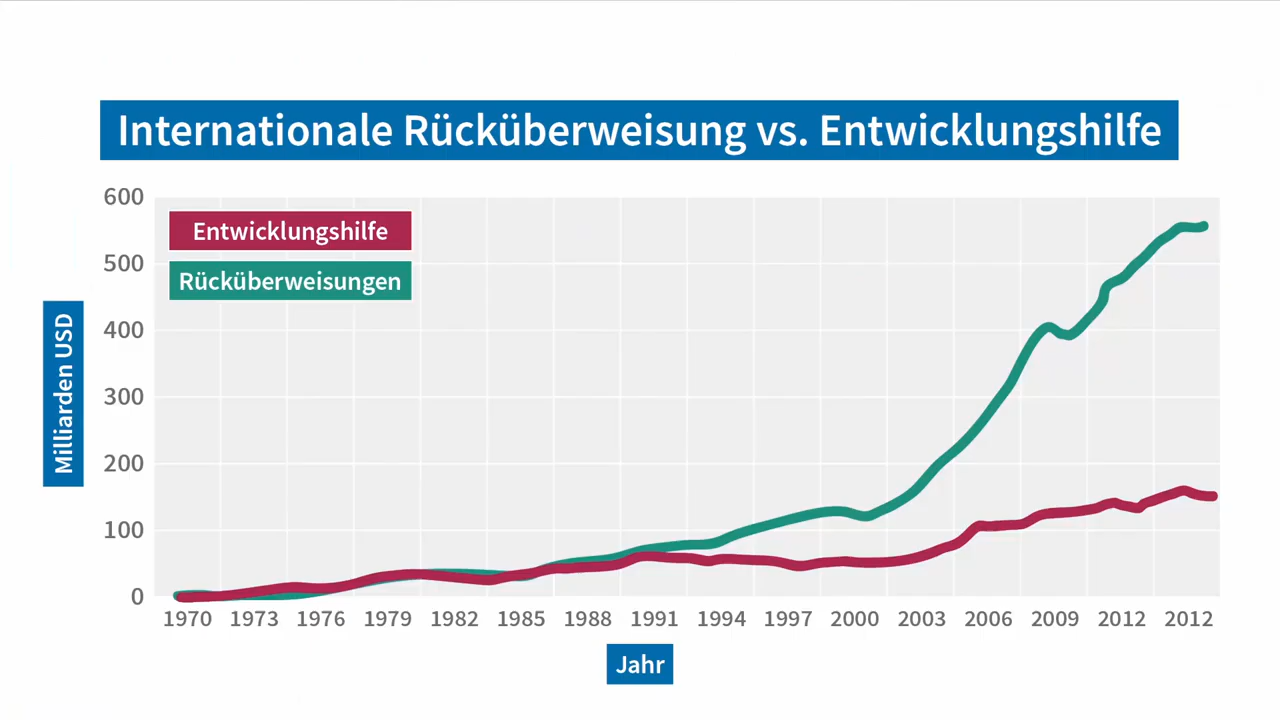 Internationale Rücküberweisung vs. Entwicklungshilfe
600
500
400
300
200
100
0
Entwicklungshilfe
Rücküberweisungen
Milliarden USD
1970 1973 1976 1979 1982 1985 1988 1991 1994 1997 2000 2003 2006 2009 2012 2012
Jahr